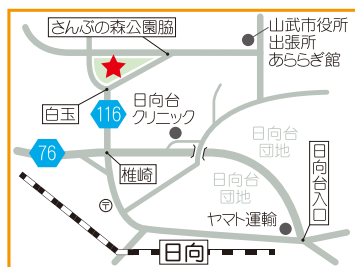 さんぶの森公園脇
山武市役所
出張所
あららぎ館
白玉
116
日向台
クリニック
日向台
団地
76
椎崎
日向台
団地
日向台入口
〒
ヤマト運輸
日向